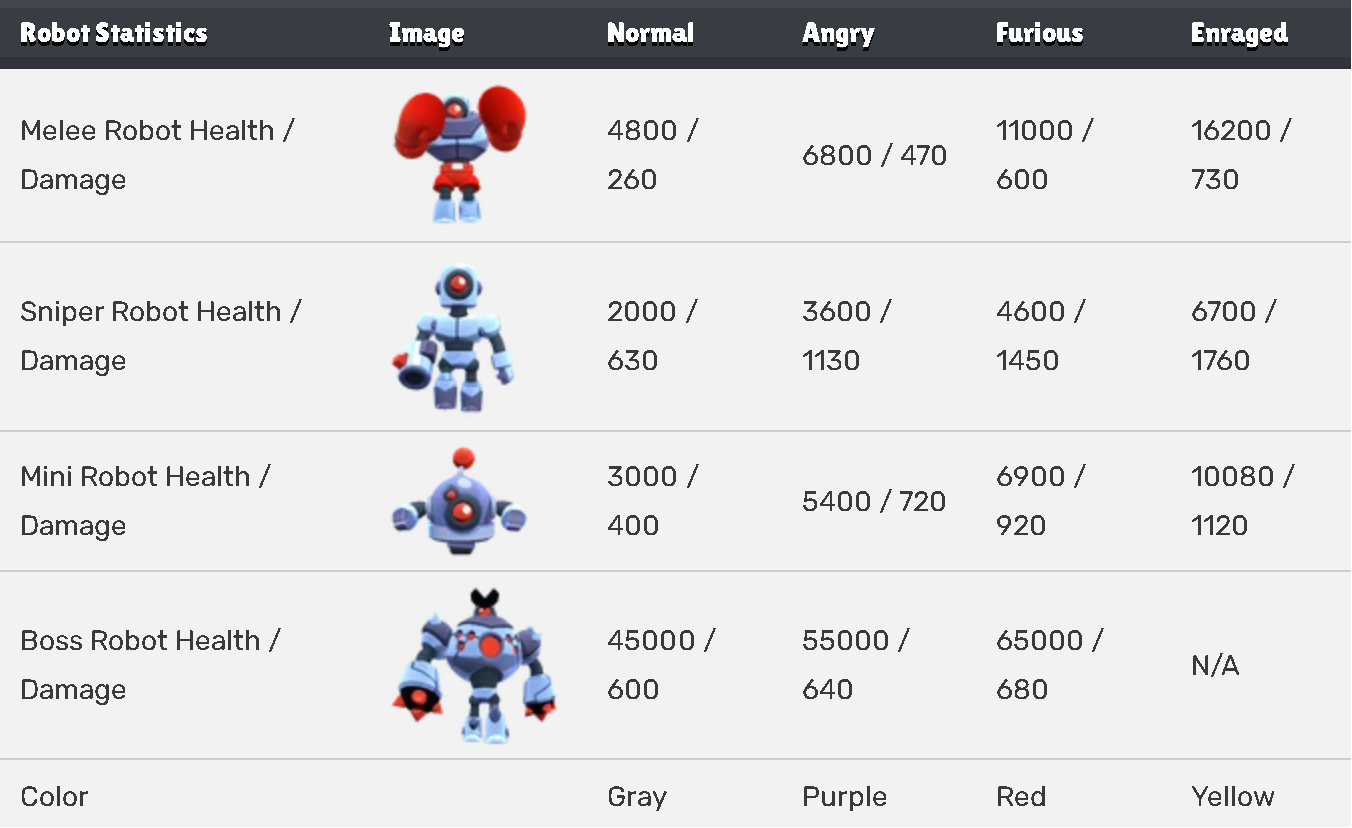 Robot Statistics Image Normal Angry Furious Enraged
Melee Robot Health / Damage 4800 / 260 6800 / 470 11000 / 600 16200 / 730
Sniper Robot Health / Damage 2000 / 630 3600 / 1130 4600 / 1450 6700 / 1760
Mini Robot Health / Damage 3000 / 400 5400 / 720 6900 / 920 10080 / 1120
Boss Robot Health / Damage 45000 / 600 55000 / 640 65000 / 680 N/A
Color Gray Purple Red Yellow